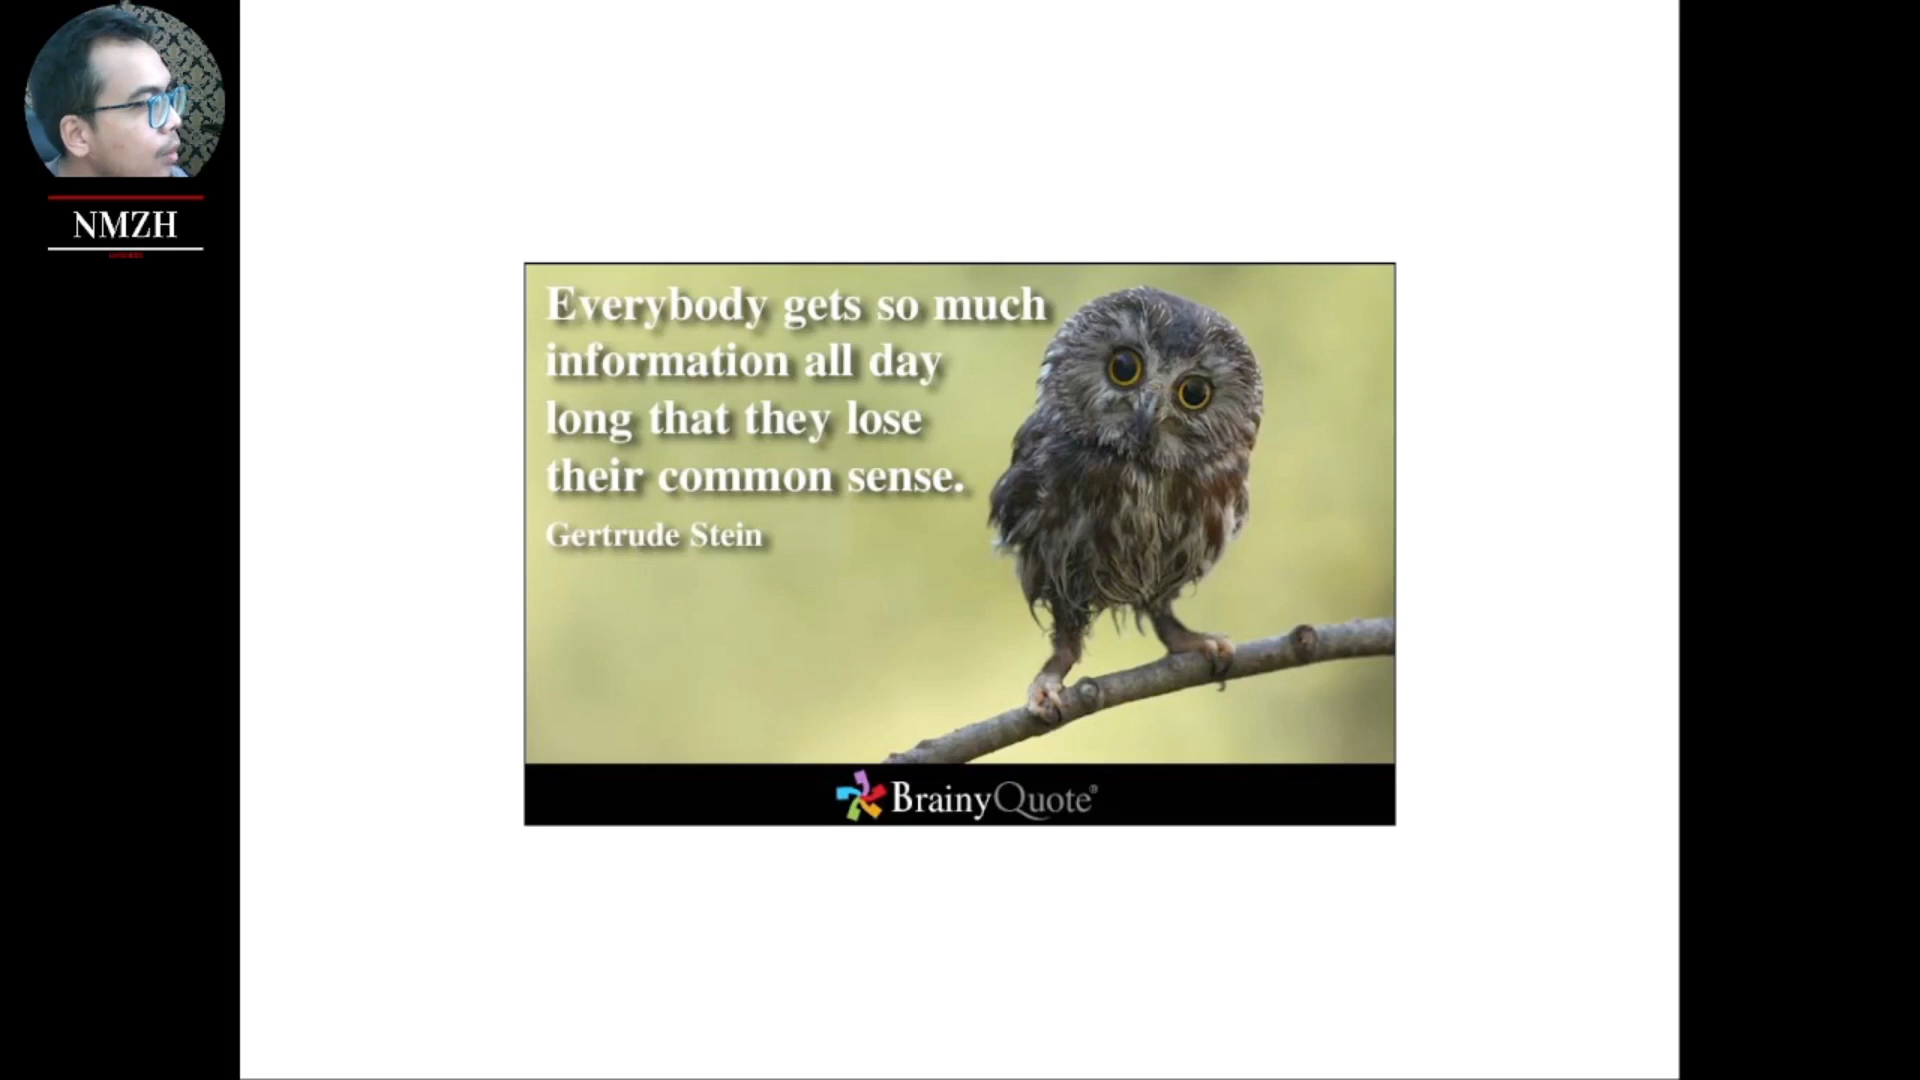 NMZH
Everybody gets so much
information all day
long that they lose
their common sense.
Gertrude Stein
BrainyQuote®